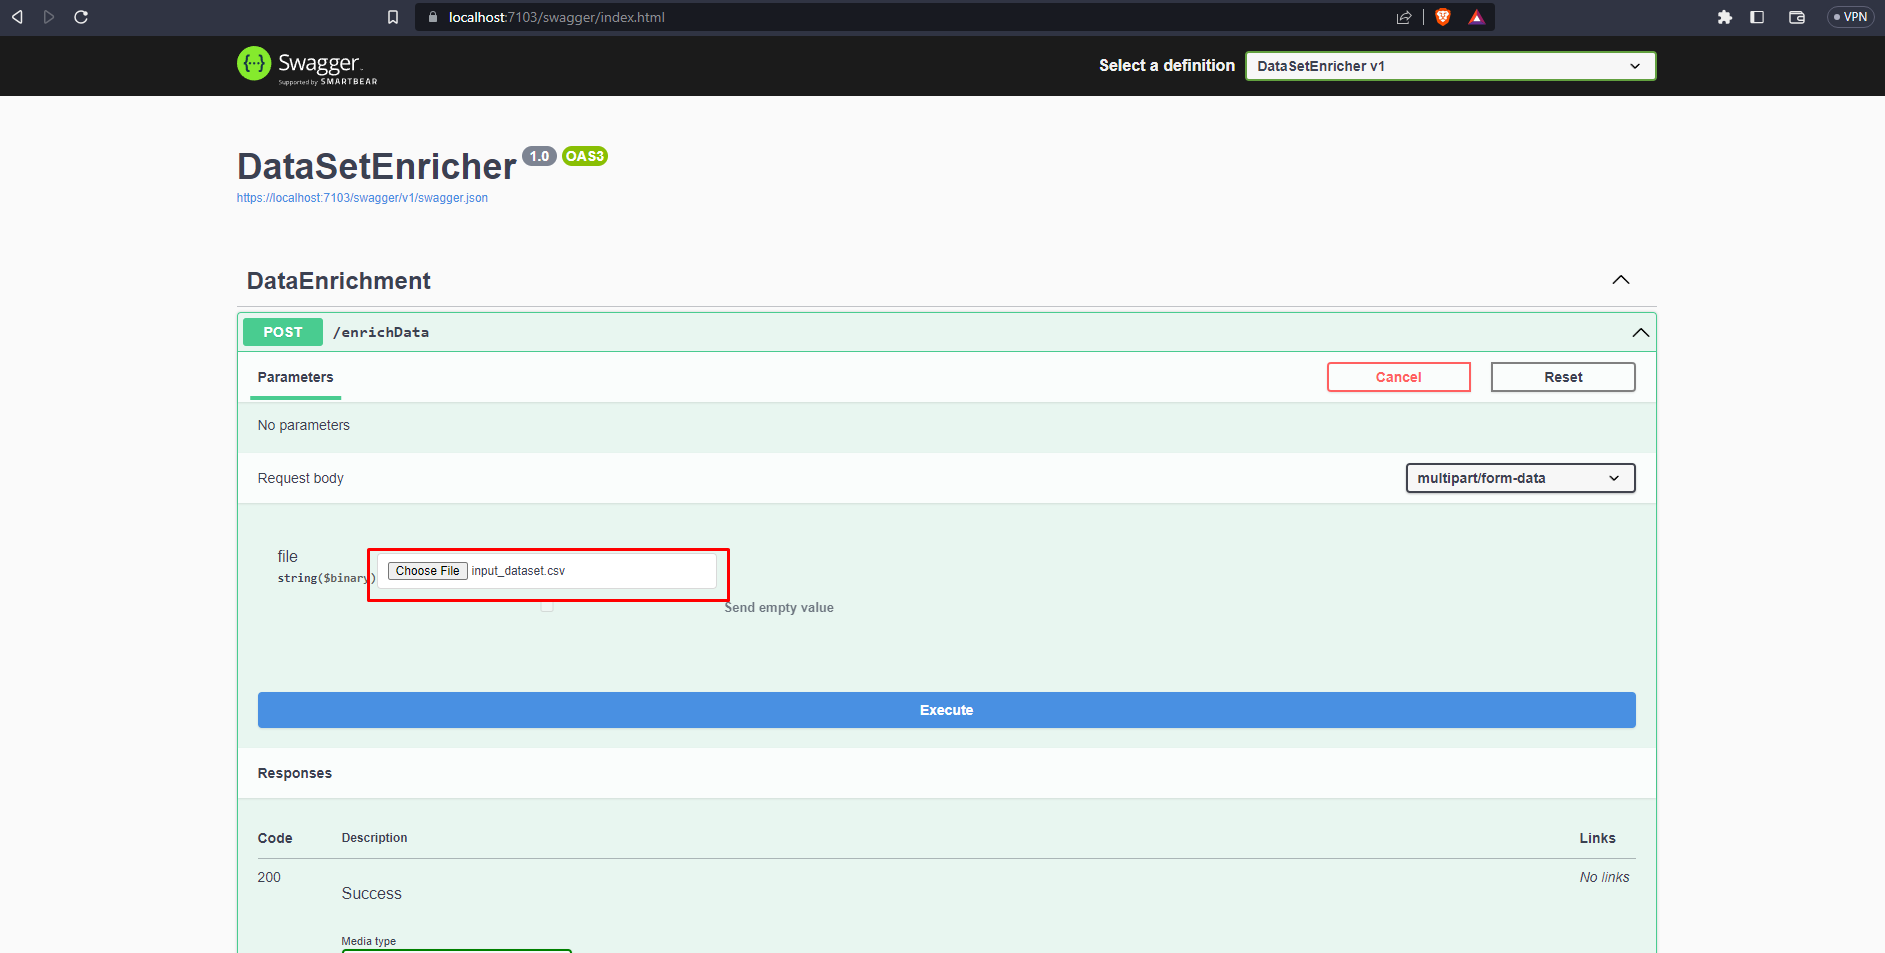 localhost:7103/swagger/index.html
VPN
{···} Swagger.
Supported by SMARTBEAR
Select a definition
DataSetEnricher v1
DataSetEnricher 1.0 OAS3
https://localhost:7103/swagger/v1/swagger.json
DataEnrichment
POST /enrichData
Parameters
Cancel
Reset
No parameters
Request body
multipart/form-data
file
string($binary)
Choose File input_dataset.csv
Send empty value
Execute
Responses
Code Description Links
200 No links
Success
Media type